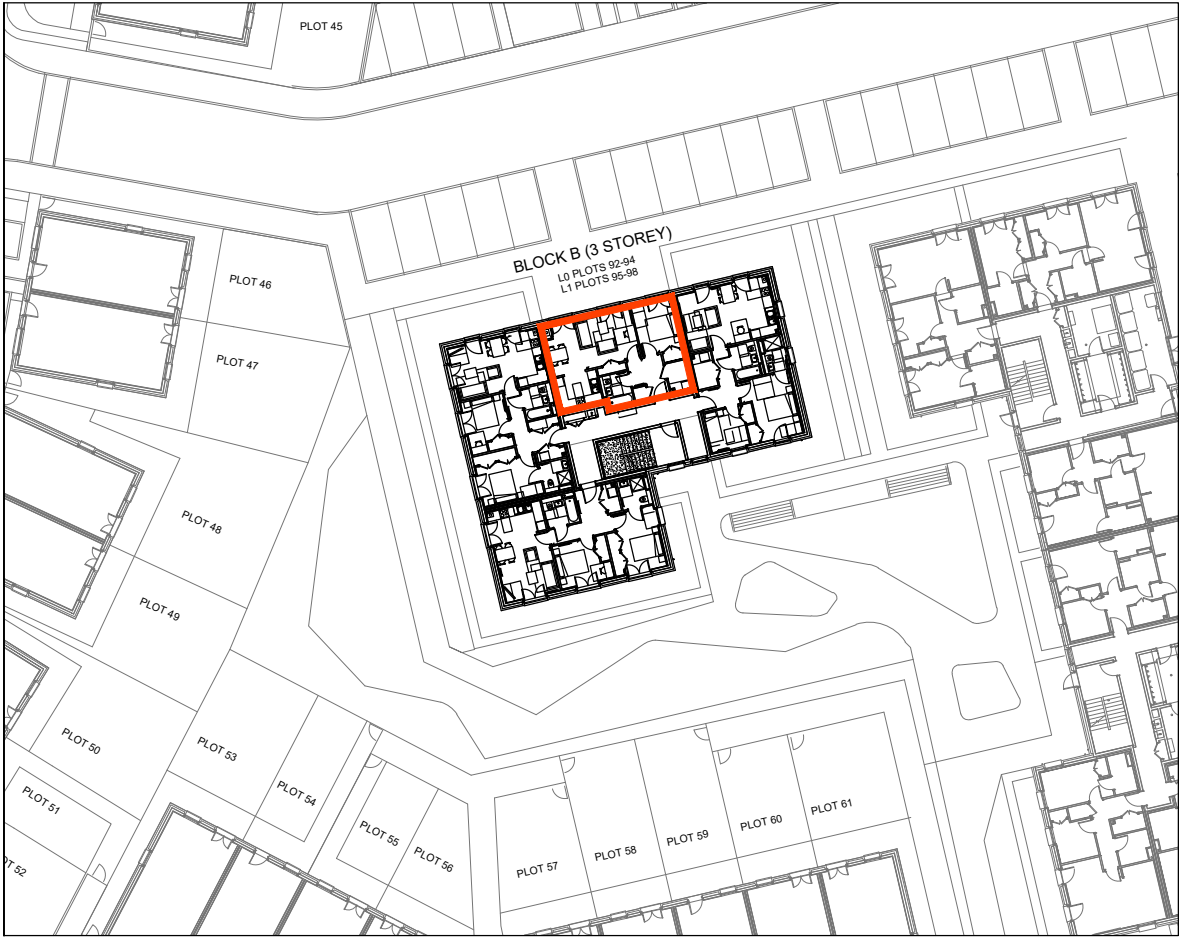 PLOT 45
PLOT 46
PLOT 47
BLOCK B (3 STOREY)
L0 PLOTS 92-94
L1 PLOTS 95-98
PLOT 48
PLOT 49
PLOT 50
PLOT 51
OT 52
PLOT 53
PLOT 54
PLOT 55
PLOT 56
PLOT 57
PLOT 58
PLOT 59
PLOT 60
PLOT 61